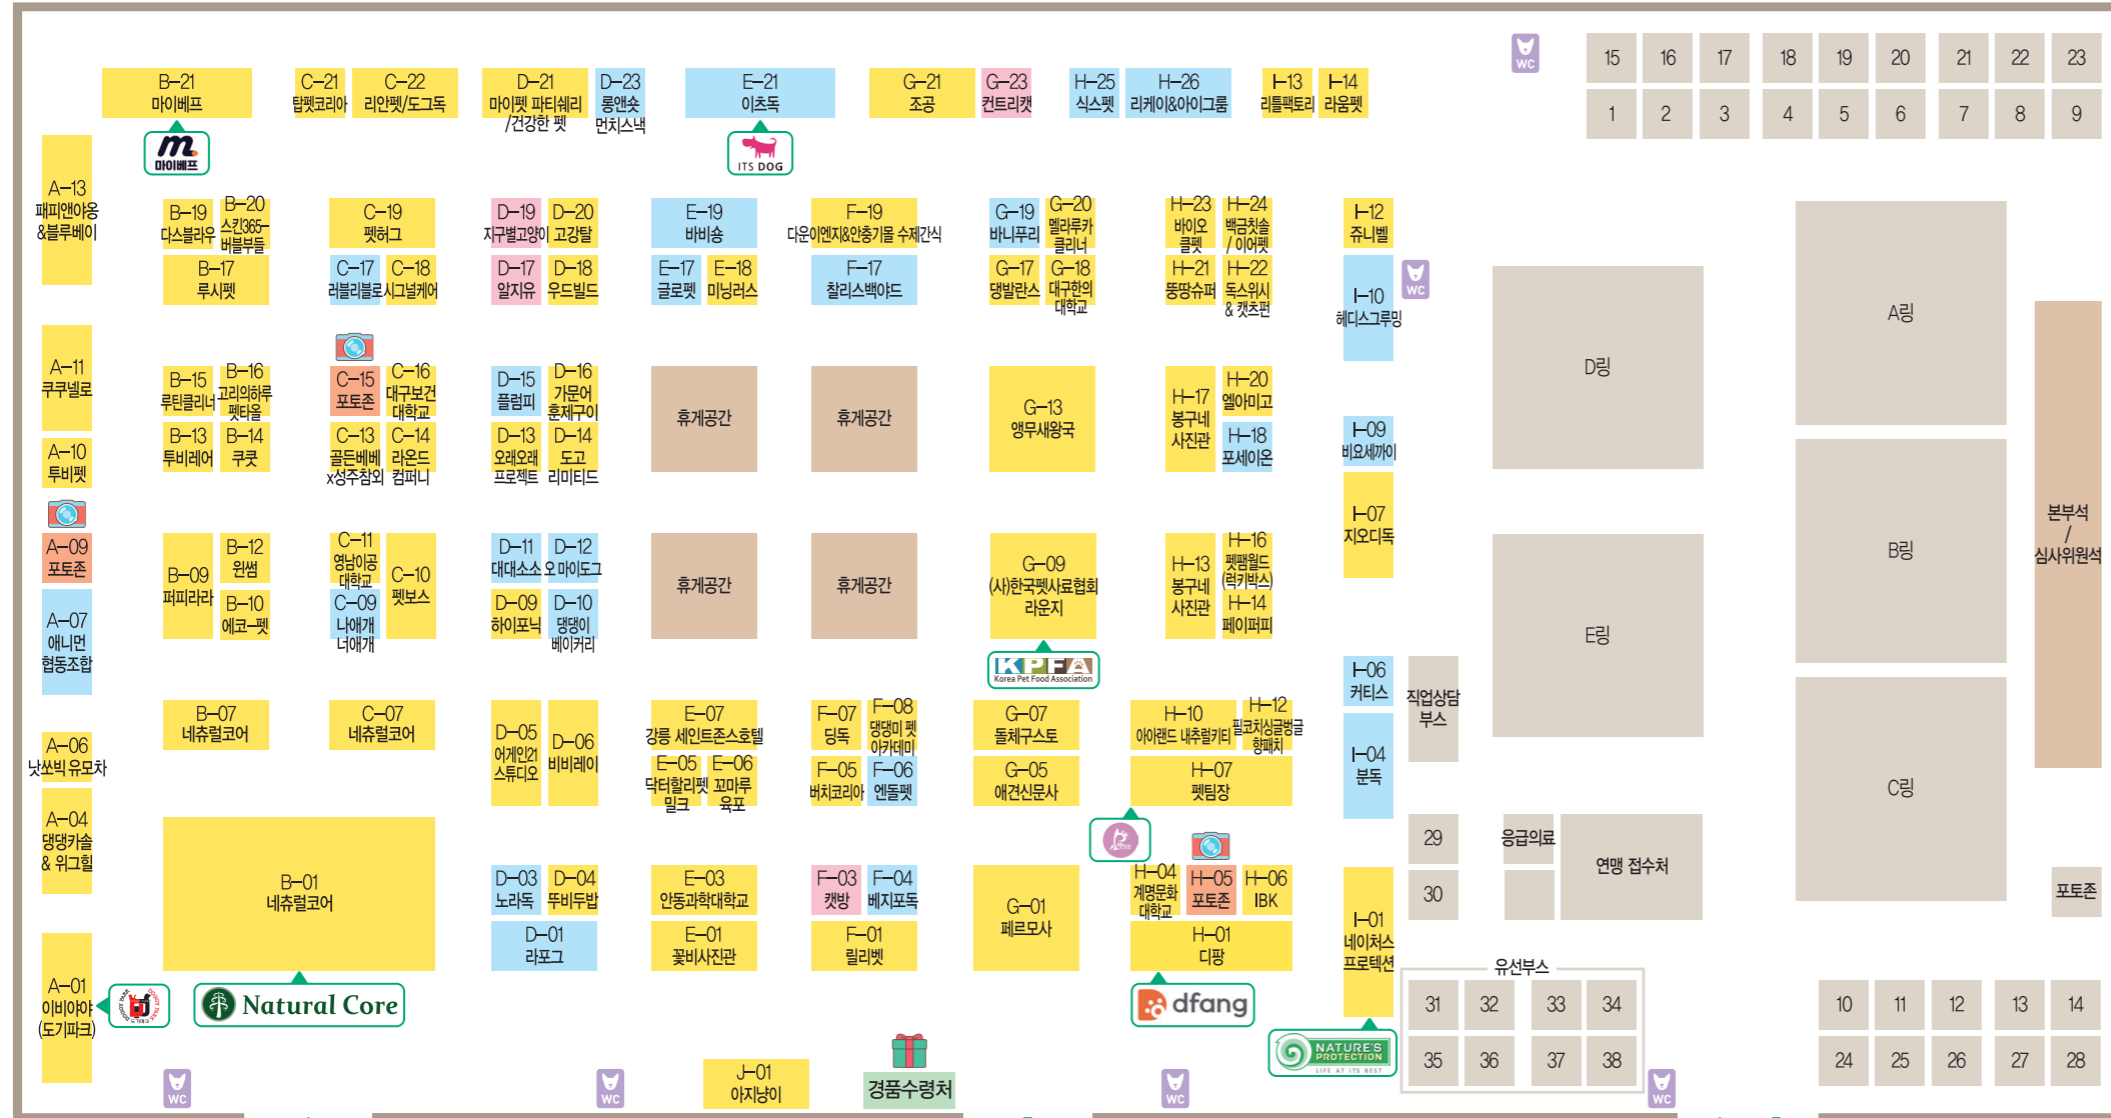 B-21
마이베프
C-21
탑펫코리아
C-22
리안펫/도그독
D-21
마이펫 파티쉐리
/건강한 펫
D-23
롱앤숏
먼치스낵
E-21
이츠독
G-21
조공
G-23
컨트리캣
H-25
식스펫
H-26
리케이&아이그룸
I-13
리틀팩토리
I-14
라움펫
WC
15
16
17
18
19
20
21
22
23
1
2
3
4
5
6
7
8
9
m
마이베프
ITS DOG
A-13
패피앤야옹
&블루베이
B-19
다스블라우
B-20
스킨365-
버블부들
C-19
펫허그
D-19
지구별고양이
D-20
고강탈
E-19
바비숑
F-19
다운이엔지&안충기몰 수제간식
G-19
바니푸리
G-20
멜라루카
클리너
H-23
바이오
클펫
H-24
백금칫솔
/ 이어펫
I-12
쥬니벨
B-17
루시펫
C-17
러블리블로
C-18
시그널케어
D-17
알지유
D-18
우드빌드
E-17
글로펫
E-18
미닝러스
F-17
찰리스백야드
G-17
댕발란스
G-18
대구한의
대학교
H-21
뚱땅슈퍼
H-22
독스위시
& 캣츠펀
I-10
헤디스그루밍
WC
A링
D링
A-11
쿠쿠넬로
B-15
루틴클리너
B-16
고리의하루
펫타올
C-15
포토존
C-16
대구보건
대학교
D-15
플럼피
D-16
가문어
훈제구이
휴게공간
휴게공간
G-13
앵무새왕국
H-17
봉구네
사진관
H-20
엘아미고
A-10
투비펫
B-13
투비레어
B-14
쿠쿳
C-13
골든베베
x성주참외
C-14
라온드
컴퍼니
D-13
오래오래
프로젝트
D-14
도고
리미티드
H-18
포세이온
I-09
비요세까이
I-07
지오디독
B링
본부석
/
심사위원석
A-09
포토존
B-09
퍼피라라
B-12
윈썸
C-11
영남이공
대학교
C-10
펫보스
D-11
대대소소
D-12
오 마이도그
휴게공간
휴게공간
G-09
(사)한국펫사료협회
라운지
H-13
봉구네
사진관
H-16
펫팸월드
(럭키박스)
A-07
애니먼
협동조합
B-10
에코-펫
C-09
나애개
너애개
D-09
하이포닉
D-10
댕댕이
베이커리
H-14
페이퍼피
E링
KPFA
Korea Pet Food Association
I-06
커티스
직업상담
부스
A-06
낫쏘빅 유모차
B-07
네츄럴코어
C-07
네츄럴코어
D-05
어게인21
스튜디오
D-06
비비레이
E-07
강릉 세인트존스호텔
F-07
딩독
F-08
댕댕미 펫
아카데미
G-07
돌체구스토
H-10
아아랜드 내추럴키티
H-12
필코치싱글벙글
향패치
I-04
분독
A-04
댕댕카솔
& 위그힐
E-05
닥터할리펫
밀크
E-06
꼬마루
육포
F-05
버치코리아
F-06
엔돌펫
G-05
애견신문사
H-07
펫팀장
C링
29
응급의료
연맹 접수처
30
B-01
네츄럴코어
D-03
노라독
D-04
뚜비두밥
E-03
안동과학대학교
F-03
캣방
F-04
베지포독
G-01
페르모사
H-04
계명문화
대학교
H-05
포토존
H-06
IBK
I-01
네이처스
프로텍션
포토존
D-01
라포그
E-01
꽃비사진관
F-01
릴리벳
H-01
디팡
A-01
이비야야
(도기파크)
Natural Core
dfang
NATURE'S
PROTECTION
LIFE AT ITS BEST
유선부스
31
32
33
34
35
36
37
38
10
11
12
13
14
24
25
26
27
28
WC
WC
J-01
아지냥이
경품수령처
WC
WC